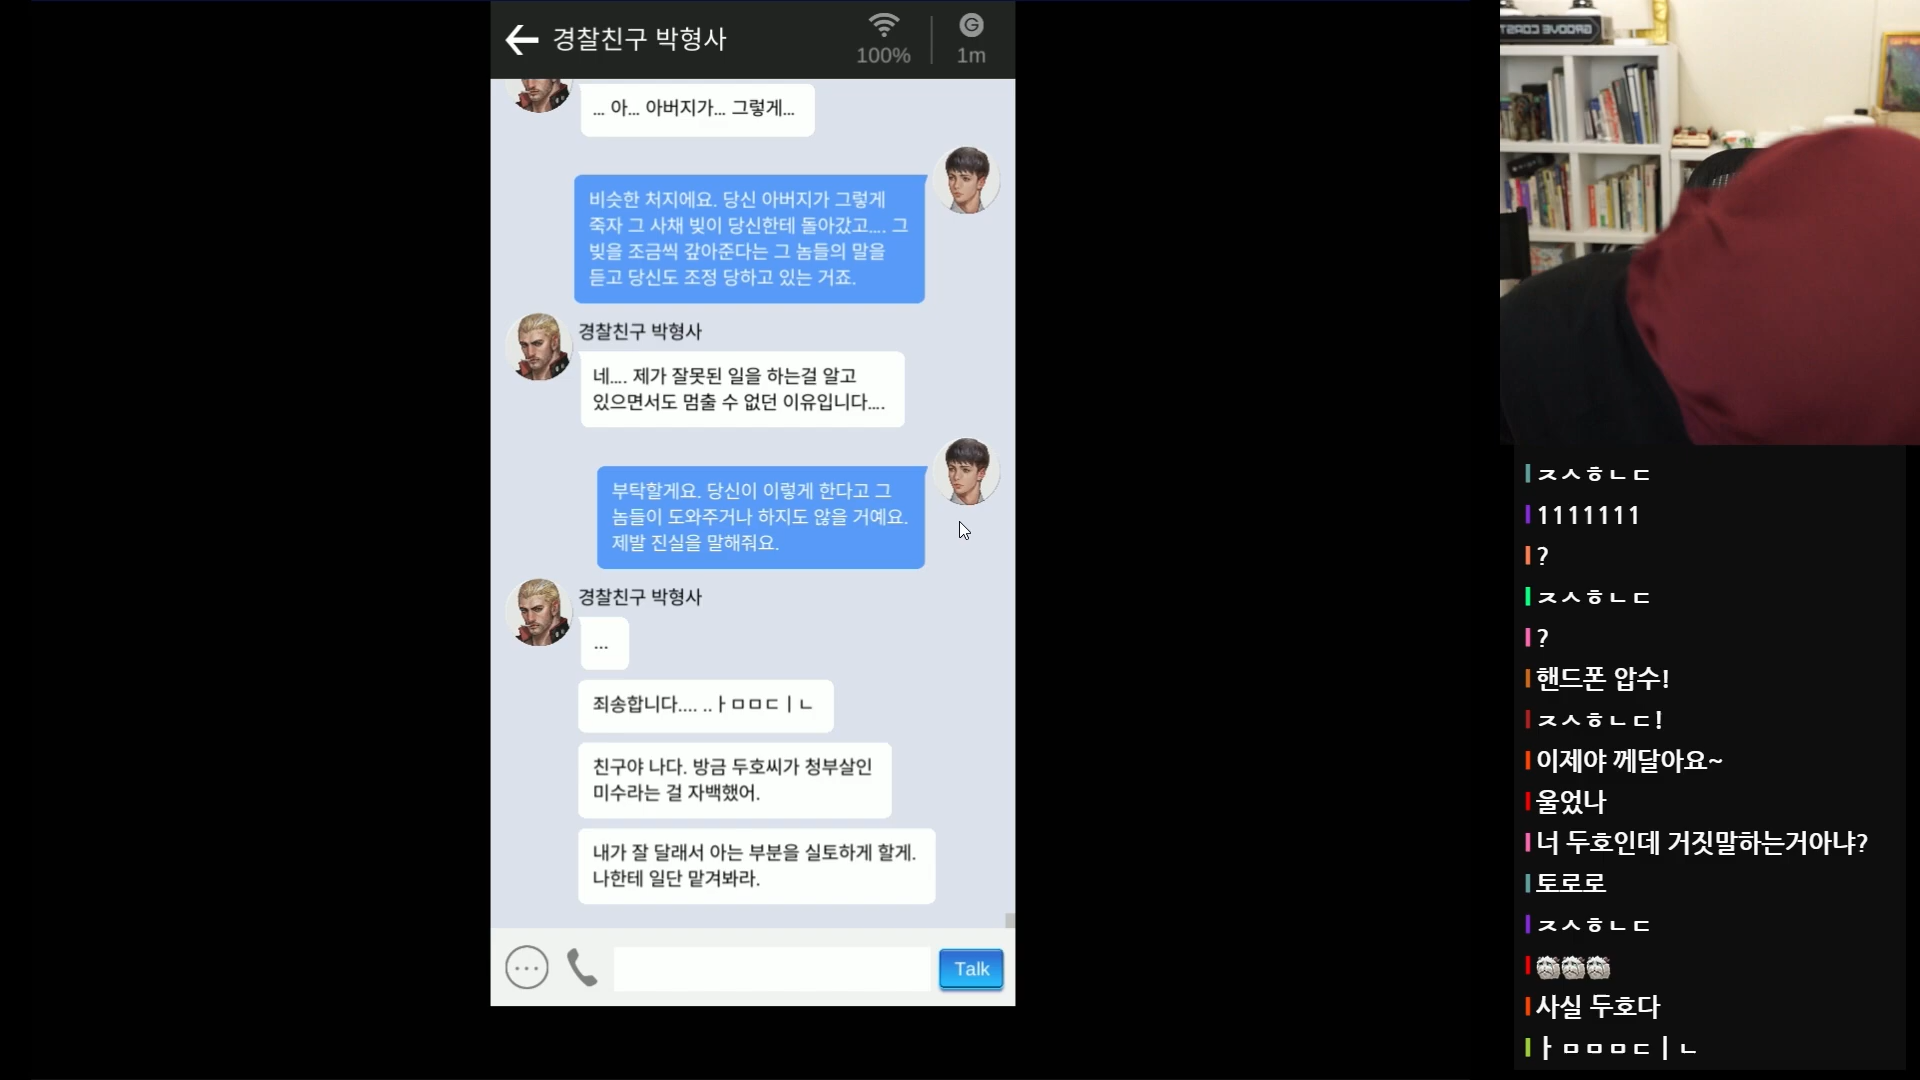 경찰친구 박형사
100%
G
1m
... 아... 아버지가... 그렇게...
비슷한 처지에요. 당신 아버지가 그렇게
죽자 그 사채 빚이 당신한테 돌아갔고.... 그
빚을 조금씩 갚아준다는 그 놈들의 말을
듣고 당신도 조정 당하고 있는 거죠.
경찰친구 박형사
네.... 제가 잘못된 일을 하는걸 알고
있으면서도 멈출 수 없던 이유입니다....
부탁할게요. 당신이 이렇게 한다고 그
놈들이 도와주거나 하지도 않을 거예요.
제발 진실을 말해줘요.
경찰친구 박형사
...
죄송합니다.... ..ㅏㅁㅁㄷㅣㄴ
친구야 나다. 방금 두호씨가 청부살인
미수라는 걸 자백했어.
내가 잘 달래서 아는 부분을 실토하게 할게.
나한테 일단 맡겨봐라.
Talk
GROOVE COAST
ㅈㅅㅎㄴㄷ
1111111
?
ㅈㅅㅎㄴㄷ
?
핸드폰 압수!
ㅈㅅㅎㄴㄷ!
이제야 깨달아요~
울었나
너 두호인데 거짓말하는거아냐?
토로로
ㅈㅅㅎㄴㄷ
사실 두호다
ㅏㅁㅁㅁㄷㅣㄴ